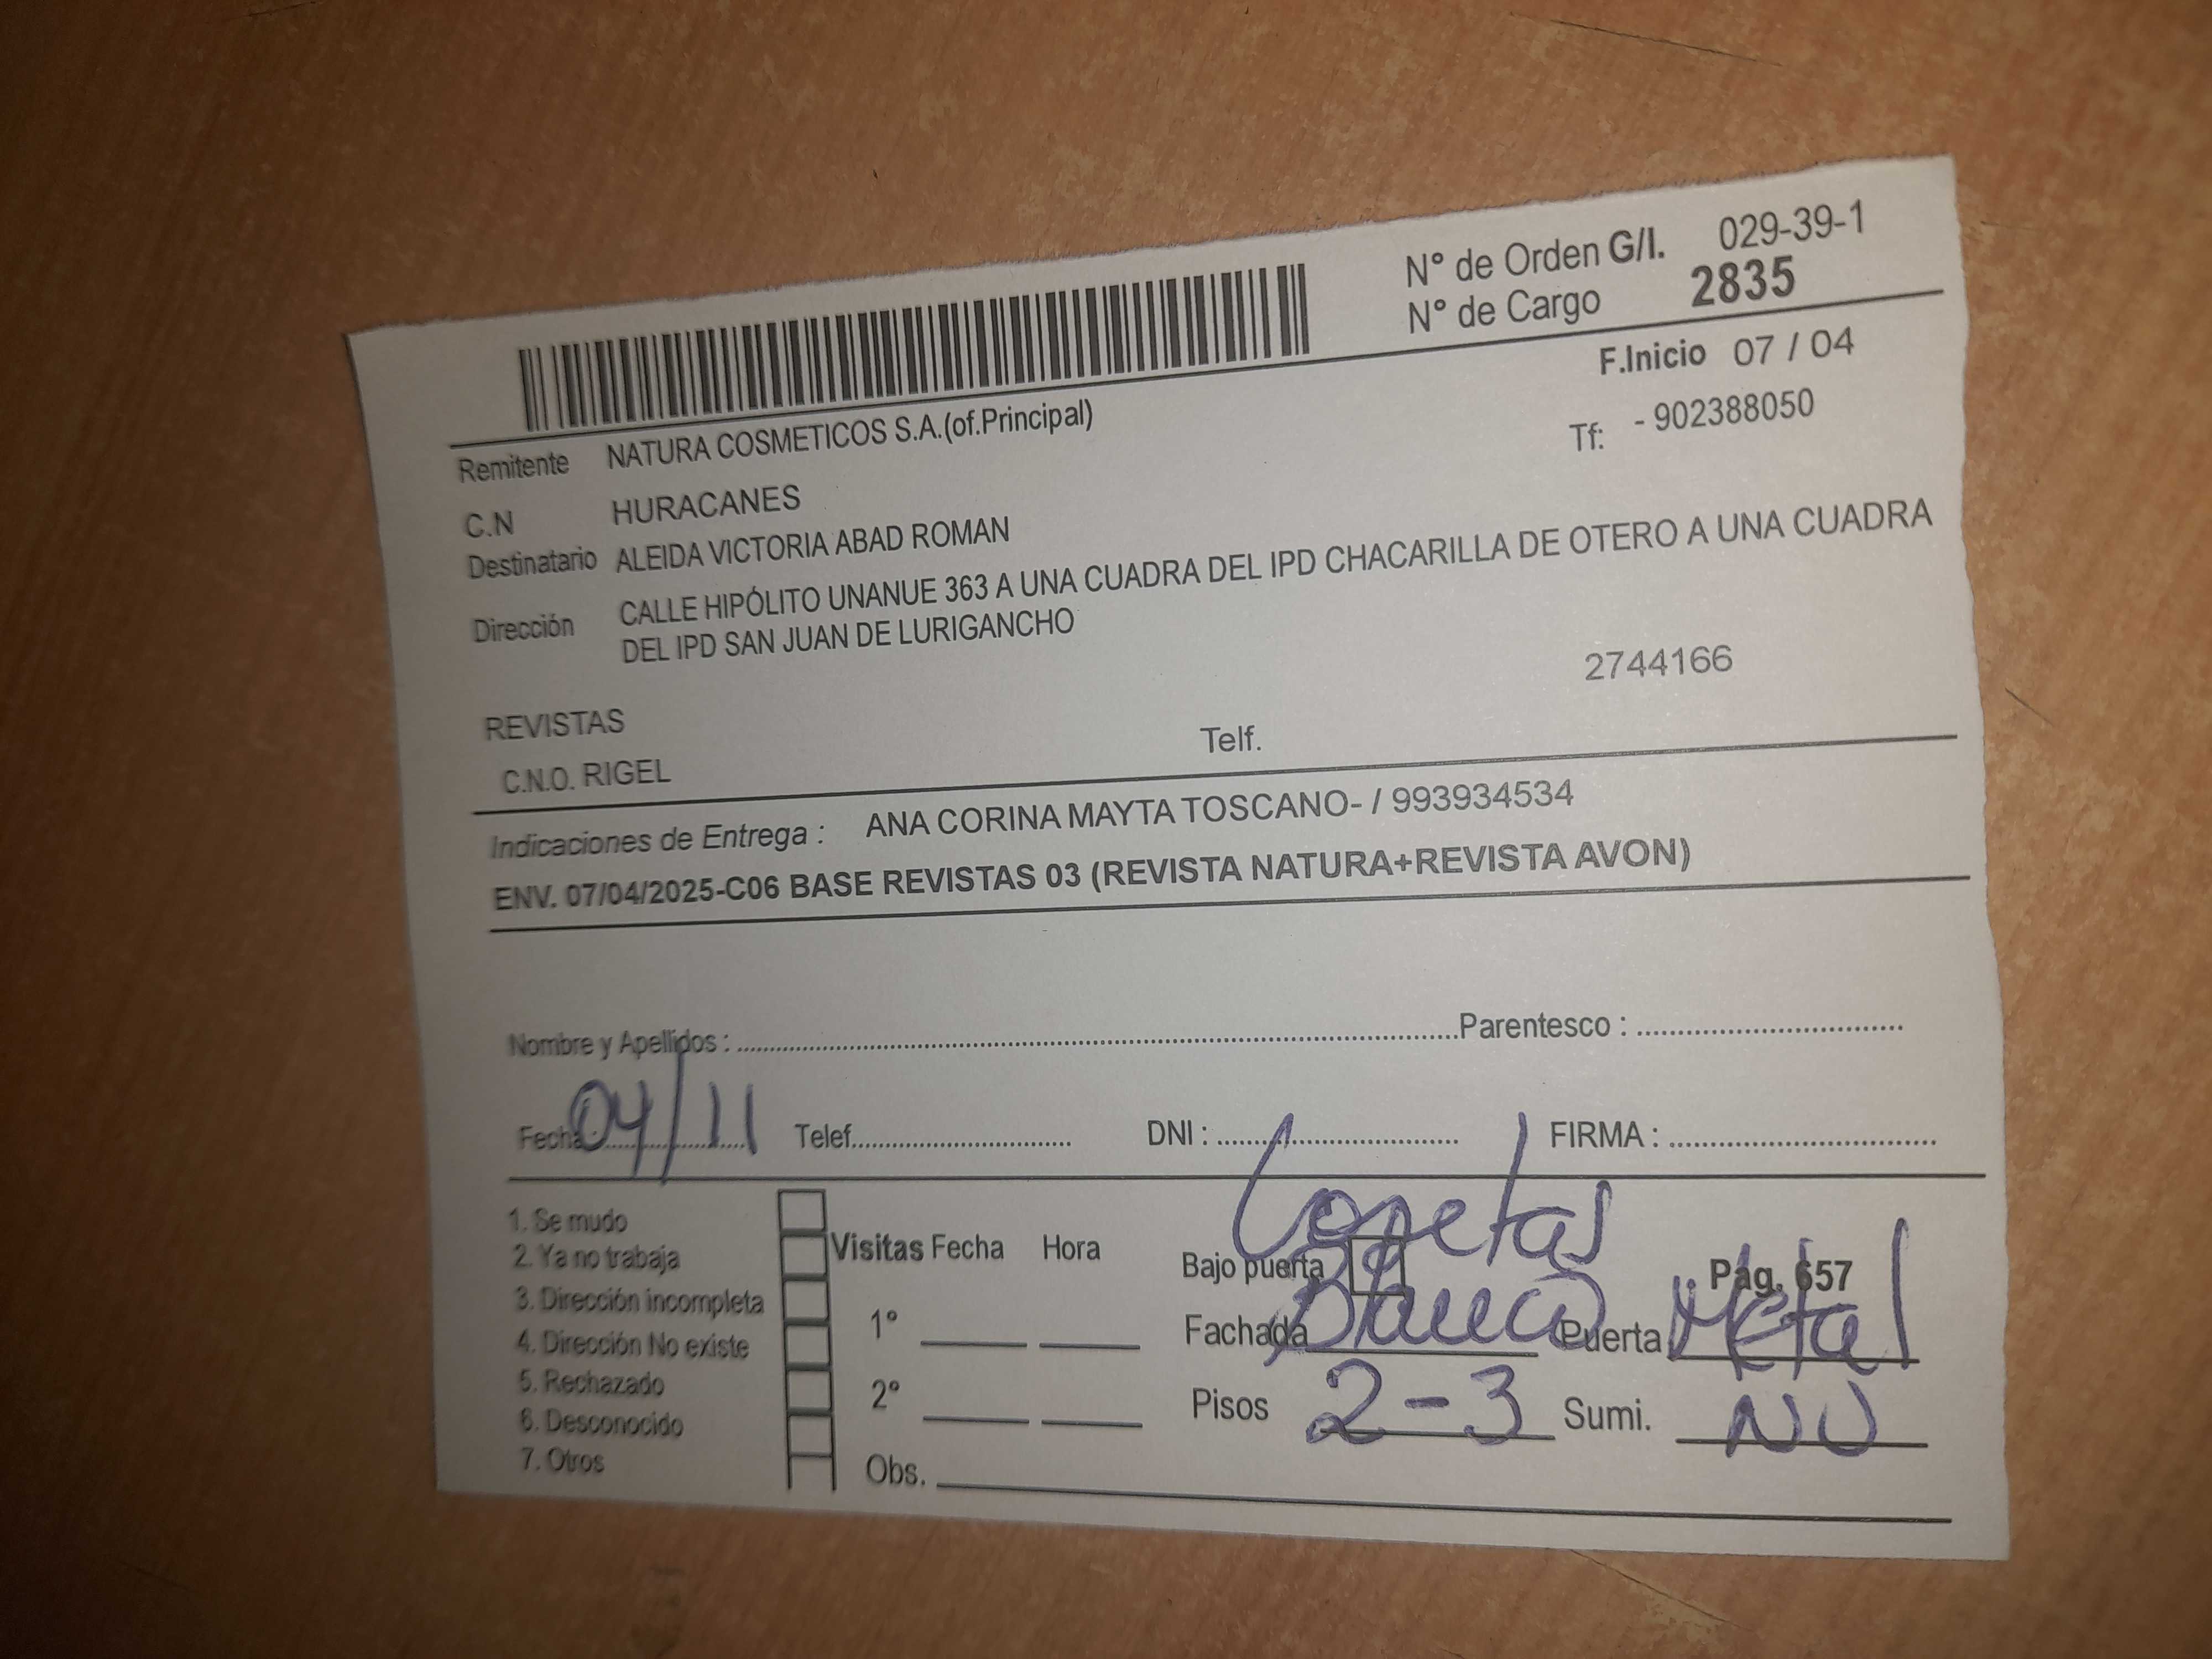 N° de Orden G/I. 029-39-1
N° de Cargo 2835
F.Inicio 07 / 04
Remitente NATURA COSMETICOS S.A.(of.Principal)
Tf: - 902388050
C.N HURACANES
Destinatario ALEIDA VICTORIA ABAD ROMAN
Dirección CALLE HIPÓLITO UNANUE 363 A UNA CUADRA DEL IPD CHACARILLA DE OTERO A UNA CUADRA
DEL IPD SAN JUAN DE LURIGANCHO
2744166
REVISTAS
Telf.
C.N.O. RIGEL
Indicaciones de Entrega : ANA CORINA MAYTA TOSCANO- / 993934534
ENV. 07/04/2025-C06 BASE REVISTAS 03 (REVISTA NATURA+REVISTA AVON)
Nombre y Apellidos : Parentesco :
Fecha : 04/11 Telef. DNI : FIRMA :
1. Se mudo
2. Ya no trabaja
3. Dirección incompleta
4. Dirección No existe
5. Rechazado
6. Desconocido
7. Otros
Visitas Fecha Hora
1°
2°
Obs.
Bajo puerta Pág. 657
Fachada Blanco Puerta Metal
Pisos 2-3 Sumi. NO